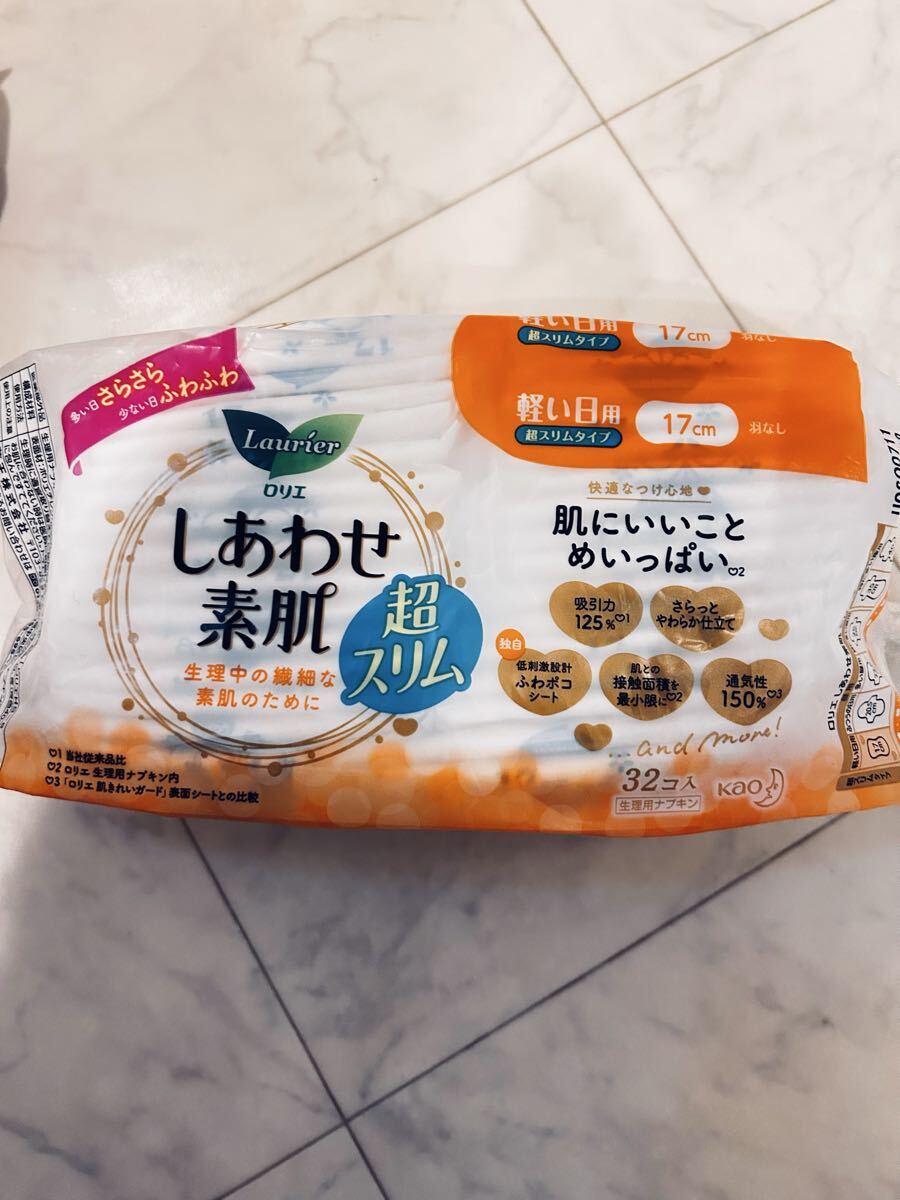 軽い日用
超スリムタイプ
17cm
羽なし
多い日さらさら
少ない日ふわふわ
軽い日用
超スリムタイプ
17cm
羽なし
Laurier
ロリエ
しあわせ
素肌
超
スリム
生理中の繊細な
素肌のために
快適なつけ心地
肌にいいこと
めいっぱい♡2
吸引力
125%♡1
さらっと
やわらか仕立て
独自
低刺激設計
ふわポコ
シート
肌との
接触面積を
最小限に♡2
通気性
150%♡3
...and more!
♡1 当社従来品比
♡2 ロリエ 生理用ナプキン内
♡3「ロリエ 肌きれいガード」表面シートとの比較
32コ入
生理用ナプキン
Kao